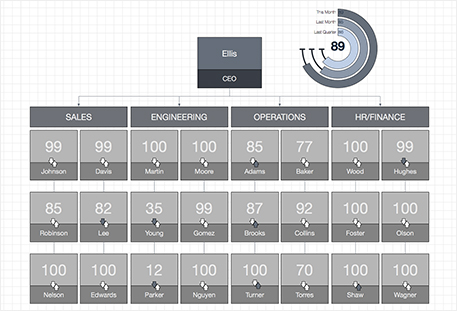 This Month
Last Month
Last Quarter
89
Ellis
CEO
SALES ENGINEERING OPERATIONS HR/FINANCE
99 99 100 100 85 77 100 99
Johnson Davis Martin Moore Adams Baker Wood Hughes
85 82 35 99 87 92 100 100
Robinson Lee Young Gomez Brooks Collins Foster Olson
100 100 12 100 100 70 100 100
Nelson Edwards Parker Nguyen Turner Torres Shaw Wagner